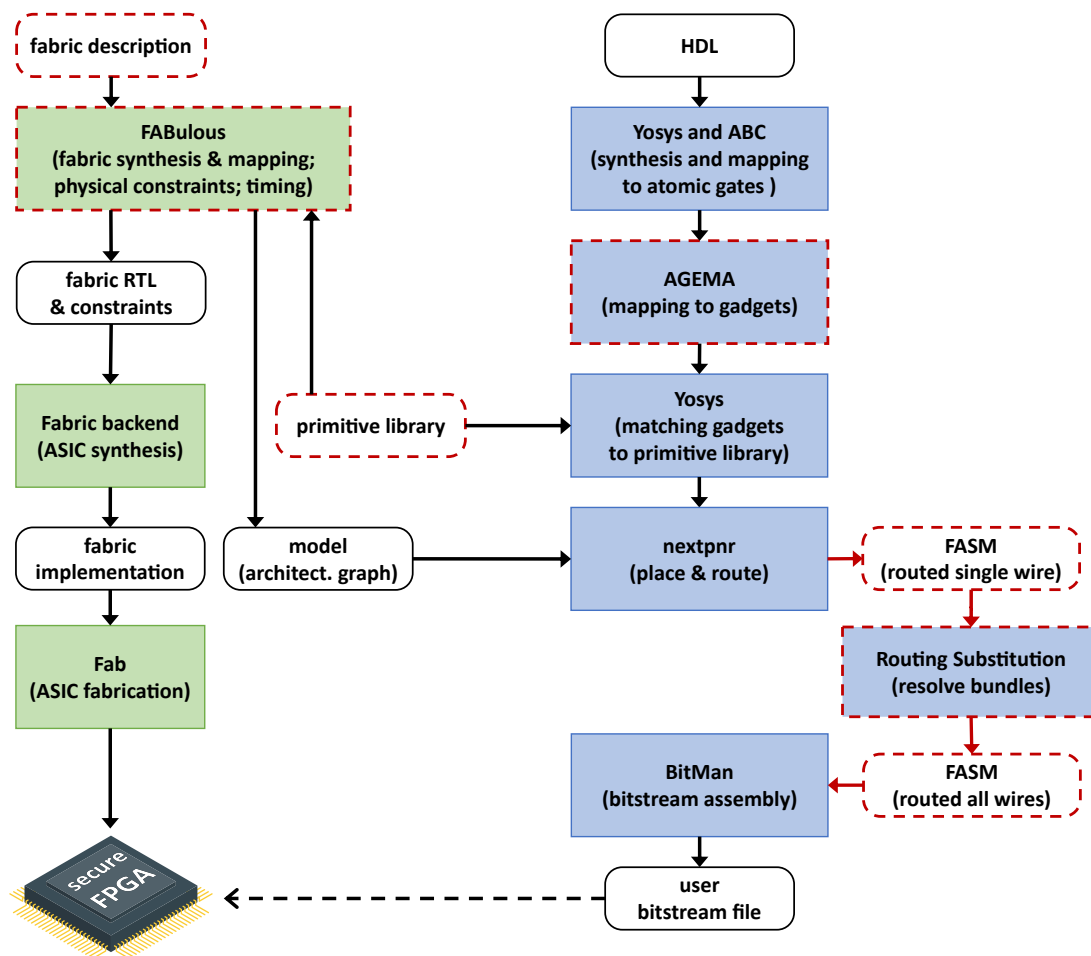 fabric description
HDL
FABulous
(fabric synthesis & mapping;
physical constraints; timing)
Yosys and ABC
(synthesis and mapping
to atomic gates )
fabric RTL
& constraints
AGEMA
(mapping to gadgets)
Fabric backend
(ASIC synthesis)
primitive library
Yosys
(matching gadgets
to primitive library)
fabric
implementation
model
(architect. graph)
nextpnr
(place & route)
FASM
(routed single wire)
Fab
(ASIC fabrication)
Routing Substitution
(resolve bundles)
BitMan
(bitstream assembly)
FASM
(routed all wires)
secure
FPGA
user
bitstream file